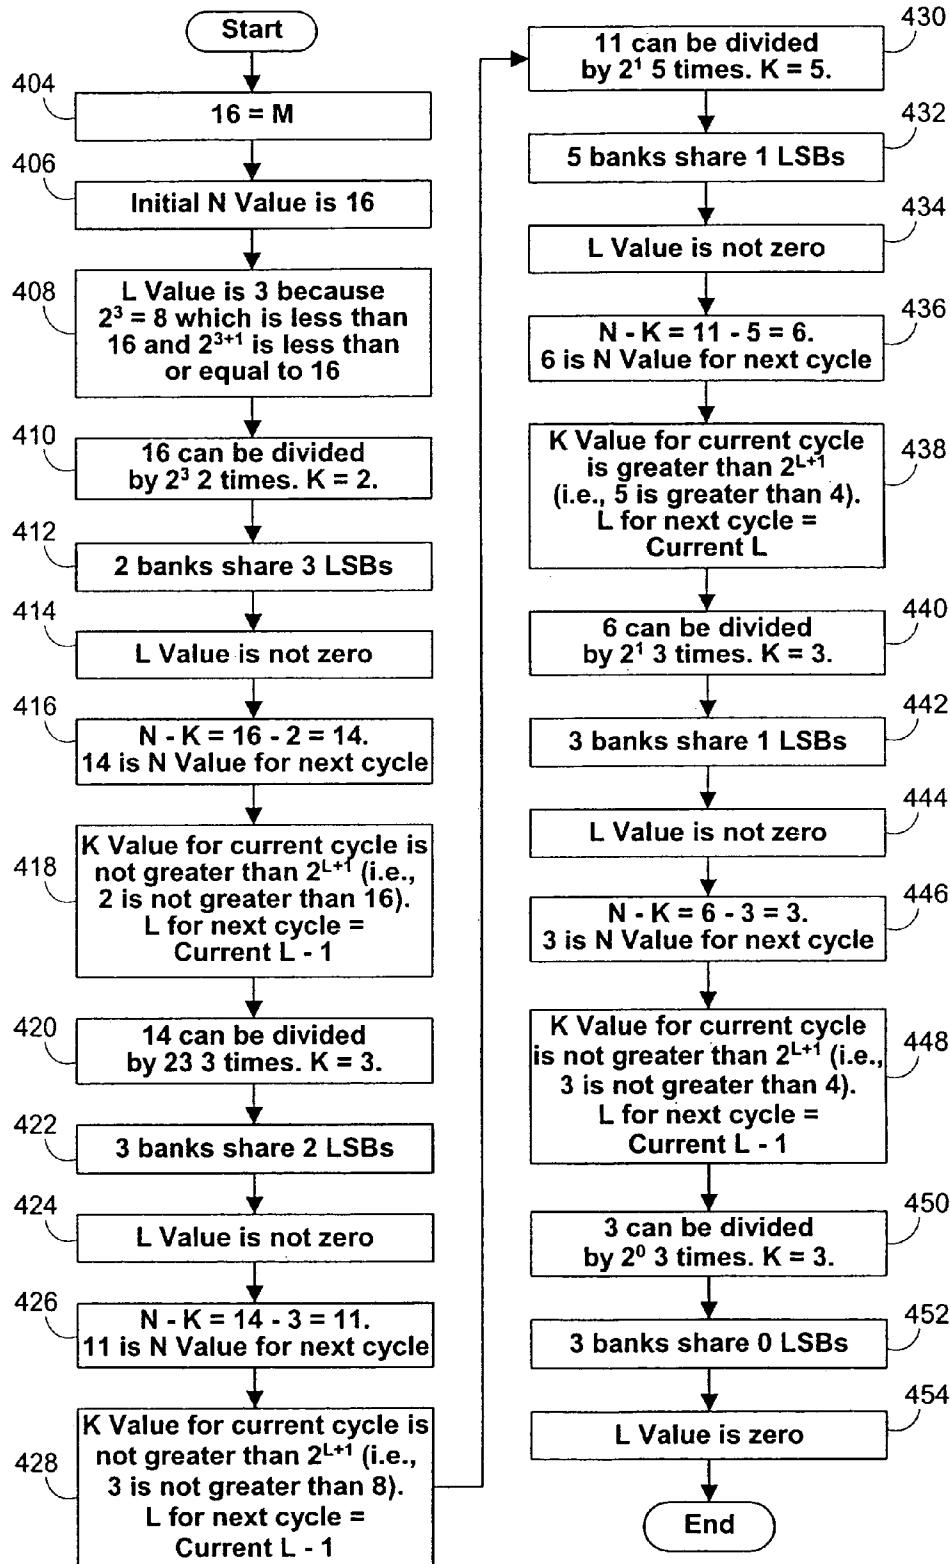 Start
404
16 = M
406
Initial N Value is 16
408
L Value is 3 because
2³ = 8 which is less than
16 and 2³⁺¹ is less than
or equal to 16
410
16 can be divided
by 2³ 2 times. K = 2.
412
2 banks share 3 LSBs
414
L Value is not zero
416
N - K = 16 - 2 = 14.
14 is N Value for next cycle
418
K Value for current cycle is
not greater than 2ᴸ⁺¹ (i.e.,
2 is not greater than 16).
L for next cycle =
Current L - 1
420
14 can be divided
by 23 3 times. K = 3.
422
3 banks share 2 LSBs
424
L Value is not zero
426
N - K = 14 - 3 = 11.
11 is N Value for next cycle
428
K Value for current cycle is
not greater than 2ᴸ⁺¹ (i.e.,
3 is not greater than 8).
L for next cycle =
Current L - 1
430
11 can be divided
by 2¹ 5 times. K = 5.
432
5 banks share 1 LSBs
434
L Value is not zero
436
N - K = 11 - 5 = 6.
6 is N Value for next cycle
438
K Value for current cycle
is greater than 2ᴸ⁺¹
(i.e., 5 is greater than 4).
L for next cycle =
Current L
440
6 can be divided
by 2¹ 3 times. K = 3.
442
3 banks share 1 LSBs
444
L Value is not zero
446
N - K = 6 - 3 = 3.
3 is N Value for next cycle
448
K Value for current cycle
is not greater than 2ᴸ⁺¹ (i.e.,
3 is not greater than 4).
L for next cycle =
Current L - 1
450
3 can be divided
by 2⁰ 3 times. K = 3.
452
3 banks share 0 LSBs
454
L Value is zero
End